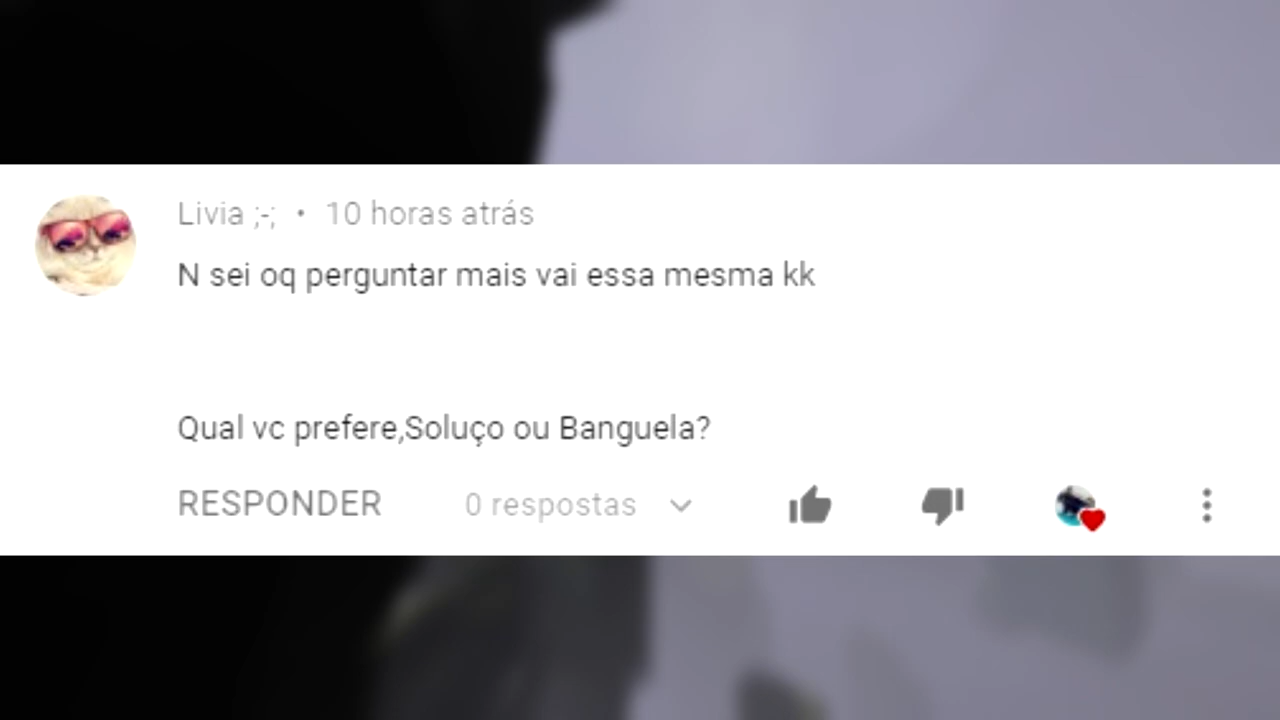 Livia ;-; • 10 horas atrás
N sei oq perguntar mais vai essa mesma kk
Qual vc prefere,Soluço ou Banguela?
RESPONDER 0 respostas